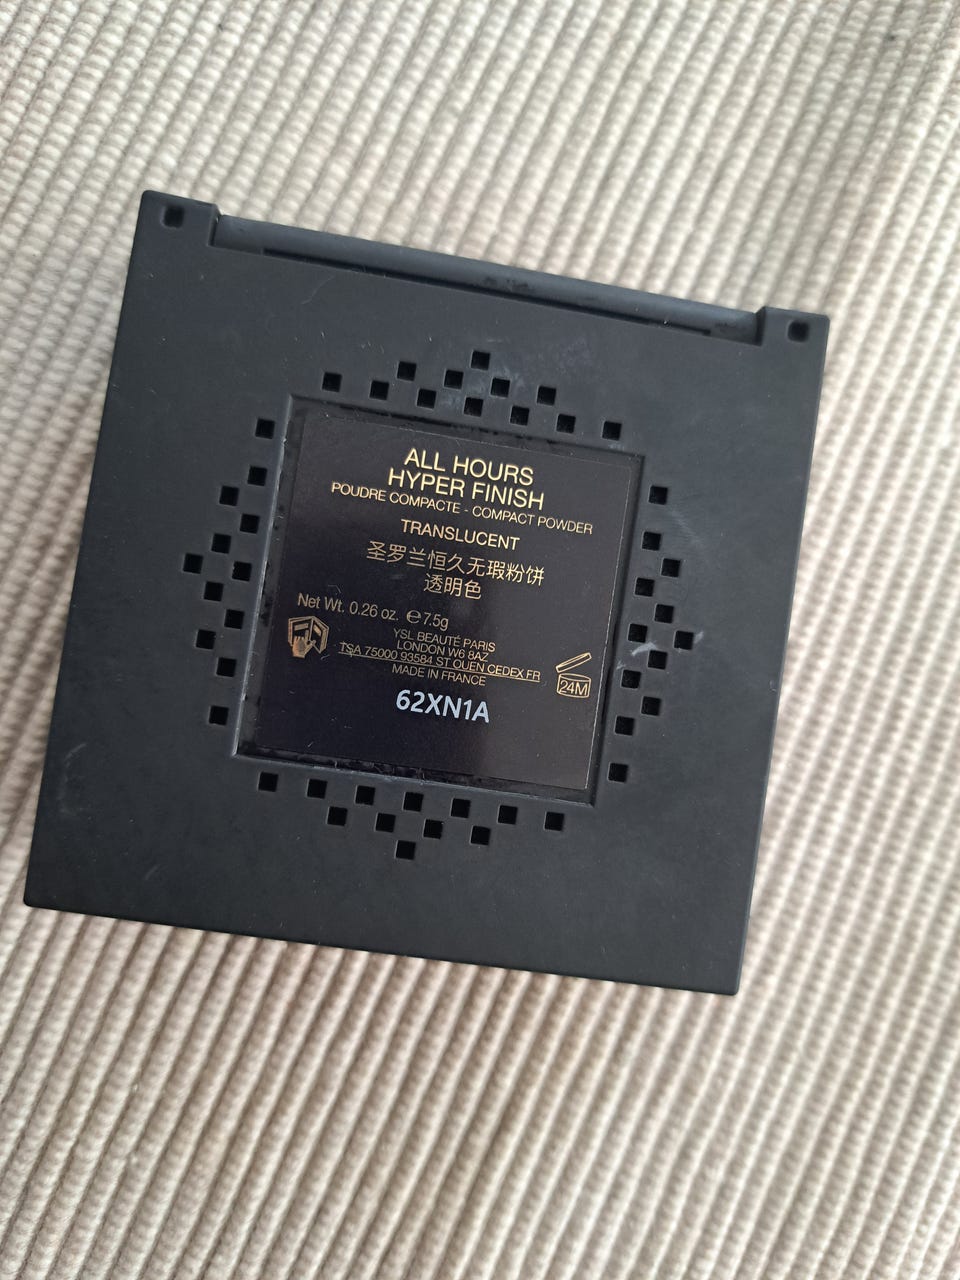 ALL HOURS
HYPER FINISH
POUDRE COMPACTE - COMPACT POWDER
TRANSLUCENT
圣罗兰恒久无瑕粉饼
透明色
Net Wt. 0.26 oz. ℮ 7.5g
YSL BEAUTÉ PARIS
LONDON W6 8AZ
TSA 75000 93584 ST OUEN CEDEX FR
MADE IN FRANCE
24M
62XN1A